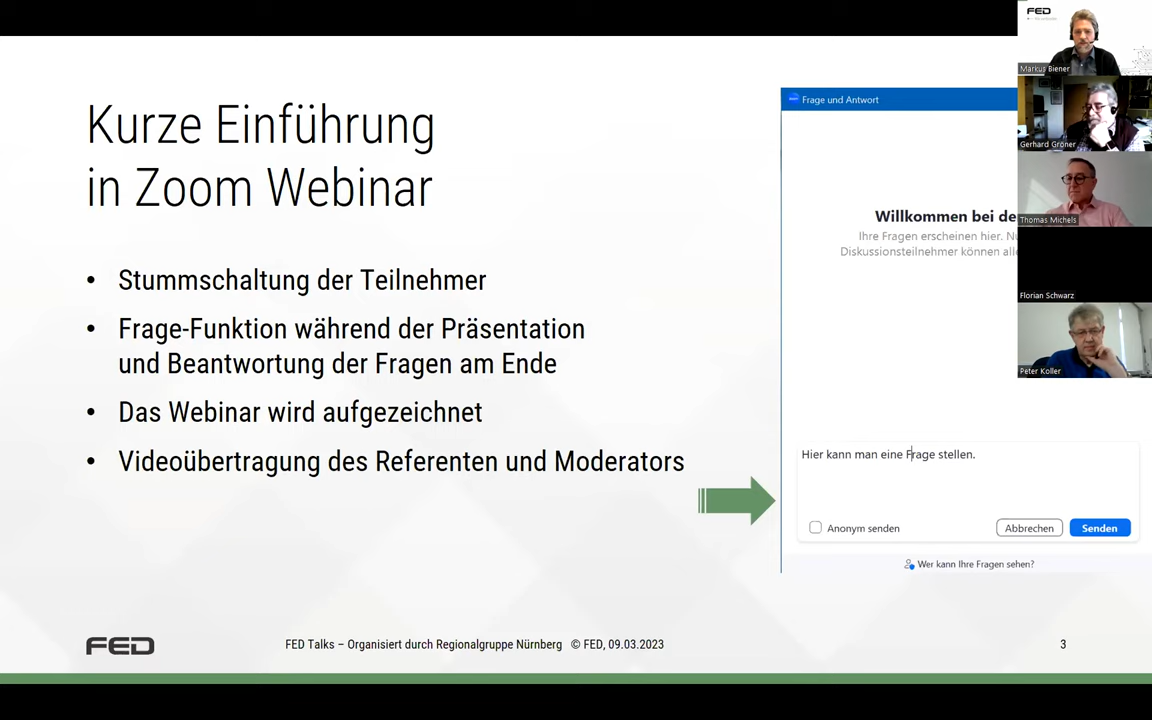 Kurze Einführung
in Zoom Webinar
• Stummschaltung der Teilnehmer
• Frage-Funktion während der Präsentation
und Beantwortung der Fragen am Ende
• Das Webinar wird aufgezeichnet
• Videoübertragung des Referenten und Moderators
Frage und Antwort
Willkommen bei de
Ihre Fragen erscheinen hier. Nu
Diskussionsteilnehmer können all
Hier kann man eine Frage stellen.
Anonym senden
Abbrechen
Senden
Wer kann Ihre Fragen sehen?
FED
Markus Biener
Gerhard Gröner
Thomas Michels
Florian Schwarz
Peter Koller
FED
FED Talks – Organisiert durch Regionalgruppe Nürnberg © FED, 09.03.2023
3